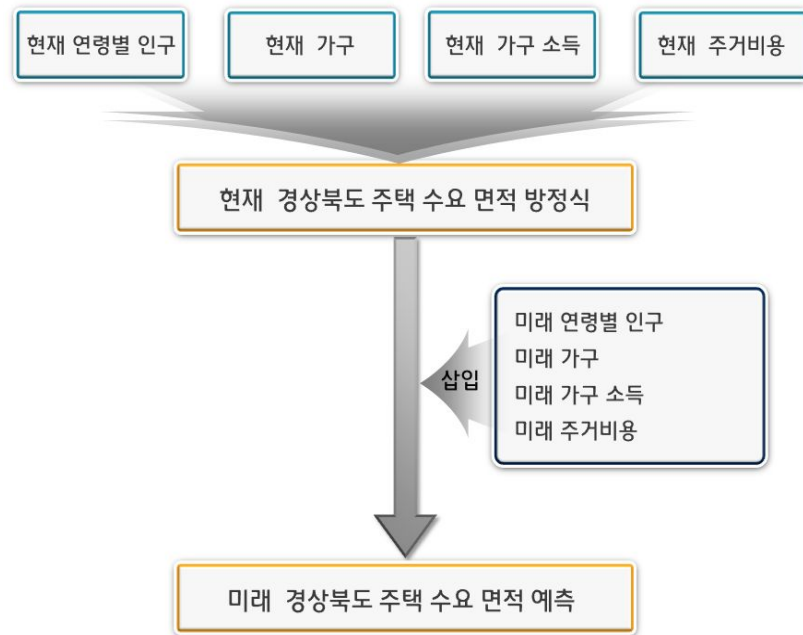 현재 연령별 인구
현재 가구
현재 가구 소득
현재 주거비용
현재 경상북도 주택 수요 면적 방정식
미래 연령별 인구
미래 가구
삽입
미래 가구 소득
미래 주거비용
미래 경상북도 주택 수요 면적 예측